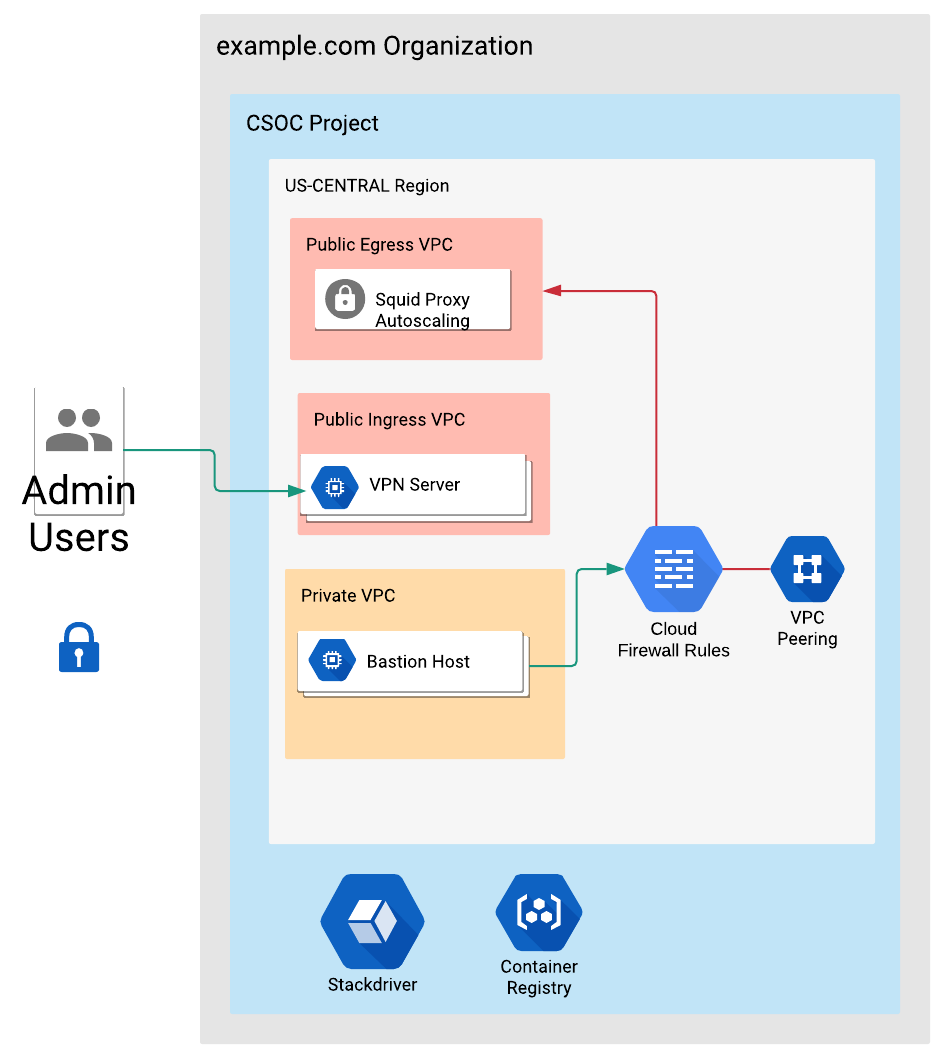 example.com Organization
CSOC Project
US-CENTRAL Region
Public Egress VPC
Squid Proxy
Autoscaling
Public Ingress VPC
VPN Server
Admin
Users
Private VPC
Bastion Host
Cloud
Firewall Rules
VPC
Peering
Stackdriver
Container
Registry